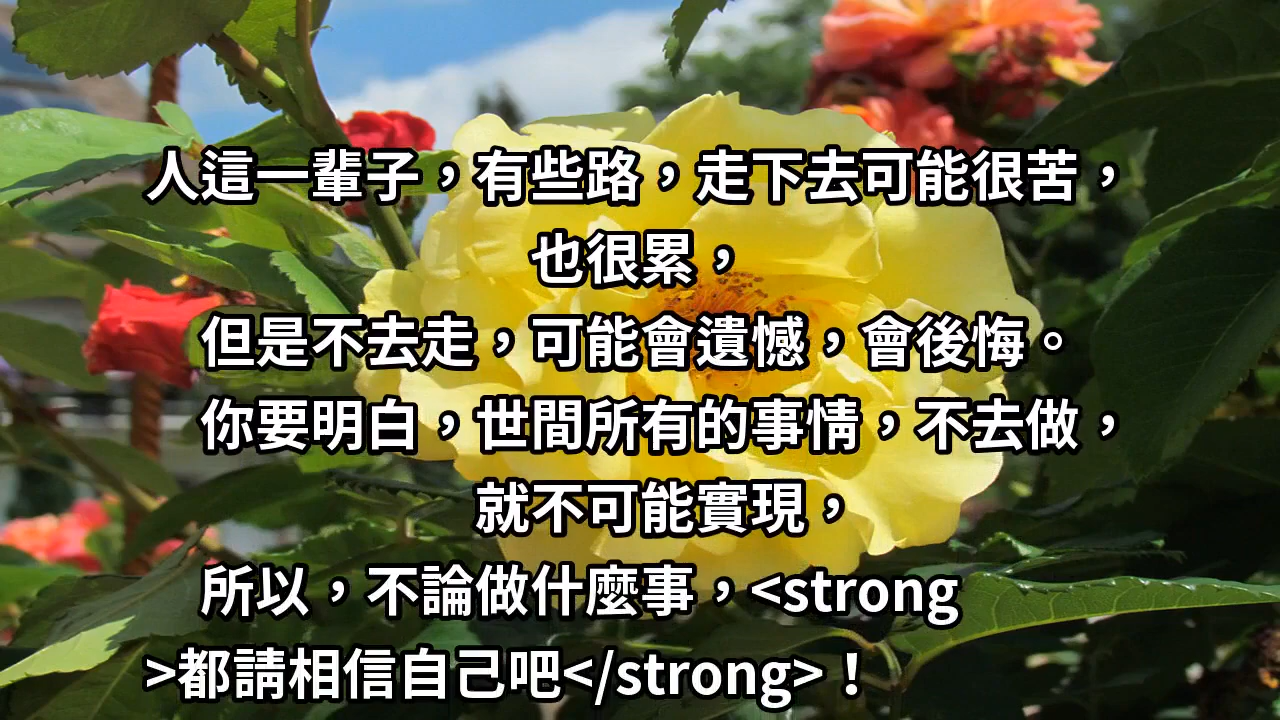 人這一輩子，有些路，走下去可能很苦，
也很累，
但是不去走，可能會遺憾，會後悔。
你要明白，世間所有的事情，不去做，
就不可能實現，
所以，不論做什麼事，<strong
>都請相信自己吧</strong>！